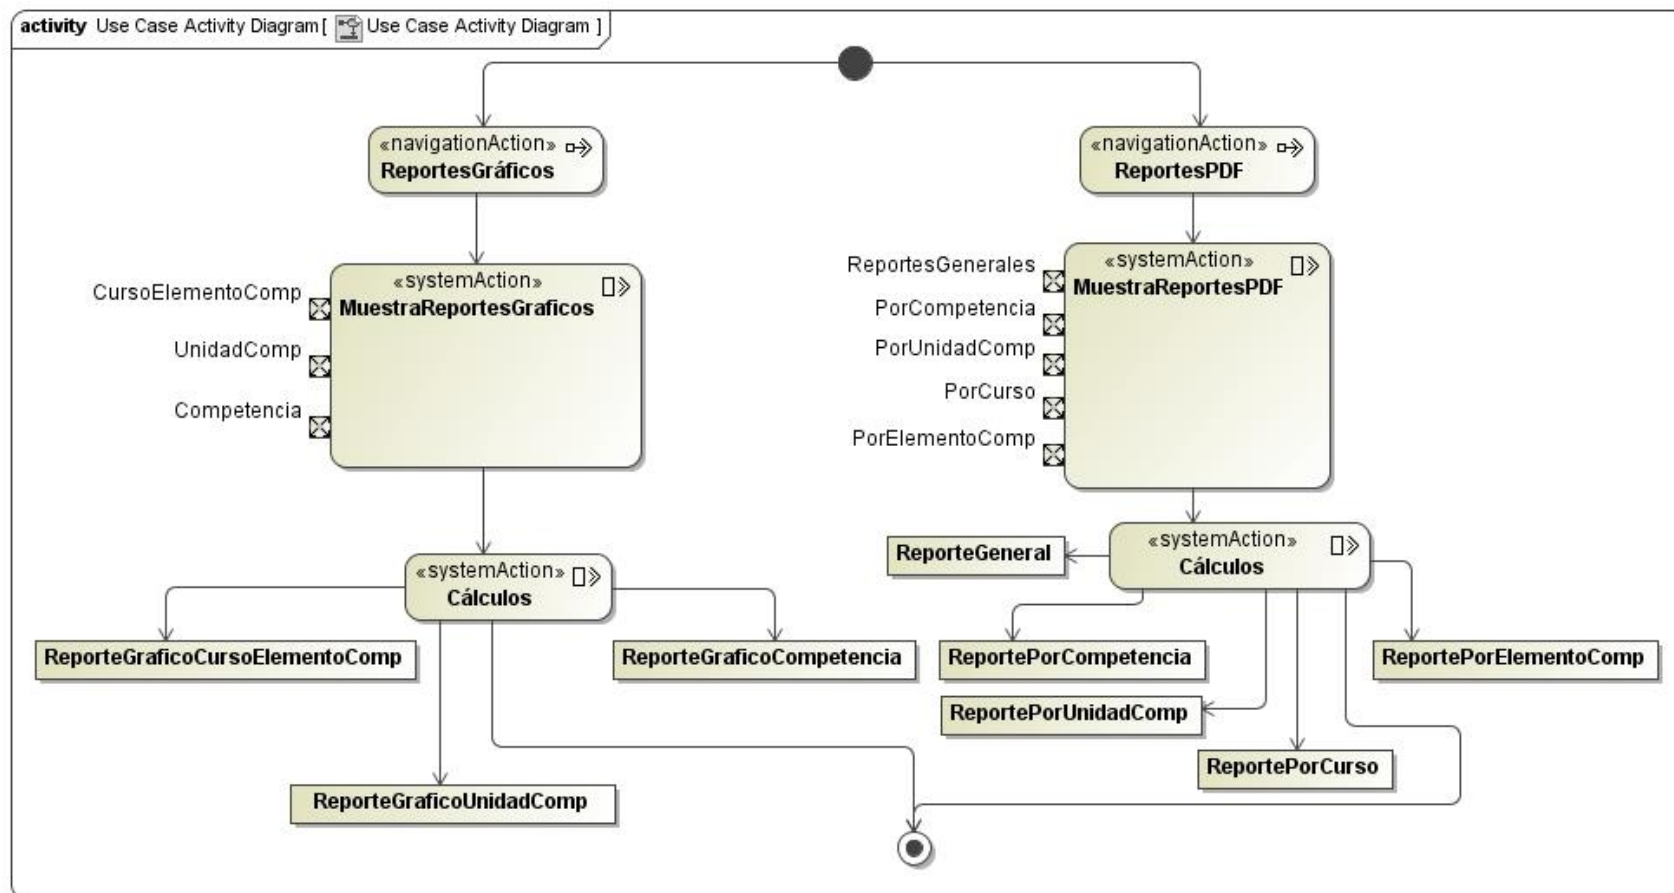 activity Use Case Activity Diagram [ Use Case Activity Diagram ]
«navigationAction»
ReportesGráficos
«navigationAction»
ReportesPDF
«systemAction»
MuestraReportesGraficos
CursoElementoComp
UnidadComp
Competencia
«systemAction»
MuestraReportesPDF
ReportesGenerales
PorCompetencia
PorUnidadComp
PorCurso
PorElementoComp
«systemAction»
Cálculos
ReporteGraficoCursoElementoComp
ReporteGraficoCompetencia
ReporteGraficoUnidadComp
«systemAction»
Cálculos
ReporteGeneral
ReportePorCompetencia
ReportePorElementoComp
ReportePorUnidadComp
ReportePorCurso